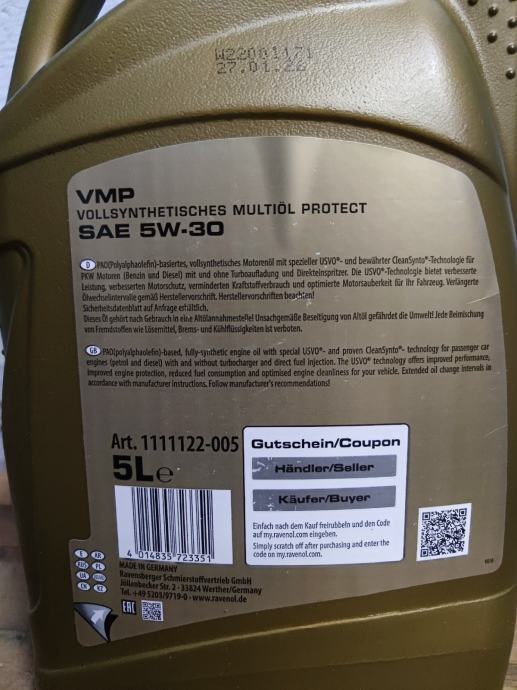 W22001171
27.01.22
VMP
VOLLSYNTHETISCHES MULTIÖL PROTECT
SAE 5W-30
D PAO(Polyalphaolefin)-basiertes, vollsynthetisches Motorenöl mit spezieller USVO®- und bewährter CleanSynto®-Technologie für
PKW Motoren (Benzin und Diesel) mit und ohne Turboaufladung und Direkteinspritzer. Die USVO®-Technologie bietet verbesserte
Leistung, verbesserten Motorschutz, verminderten Kraftstoffverbrauch und optimiert Motorsauberkeit für Ihr Fahrzeug. Verlängerte
Ölwechselintervalle gemäß Herstellervorschrift. Herstellervorschriften beachten!
Sicherheitsdatenblatt auf Anfrage erhältlich.
Dieses Öl gehört nach Gebrauch in eine Altölannahmestelle! Unsachgemäße Beseitigung von Altöl gefährdet die Umwelt! Jede Beimischung
von Fremdstoffen wie Lösemittel, Brems- und Kühlflüssigkeiten ist verboten.
GB PAO(polyalphaolefin)-based, fully-synthetic engine oil with special USVO®- and proven CleanSynto®- technology for passenger car
engines (petrol and diesel) with and without turbocharger and direct fuel injection. The USVO® technology offers improved performance,
improved engine protection, reduced fuel consumption and optimised engine cleanliness for your vehicle. Extended oil change intervals in
accordance with manufacturer instructions. Follow manufacturer's recommendations!
Art. 1111122-005
5L e
Gutschein/Coupon
Händler/Seller
Käufer/Buyer
Einfach nach dem Kauf freirubbeln und den Code
auf my.ravenol.com eingeben.
Simply scratch off after purchasing and enter the
code on my.ravenol.com.
4 014835 723351
E AR
RUS PL
UA
CN KZ
MADE IN GERMANY
Ravensberger Schmierstoffvertrieb GmbH
Jöllenbecker Str. 2 - 33824 Werther/Germany
Tel. +49 5203/9719-0 - www.ravenol.com
EAC